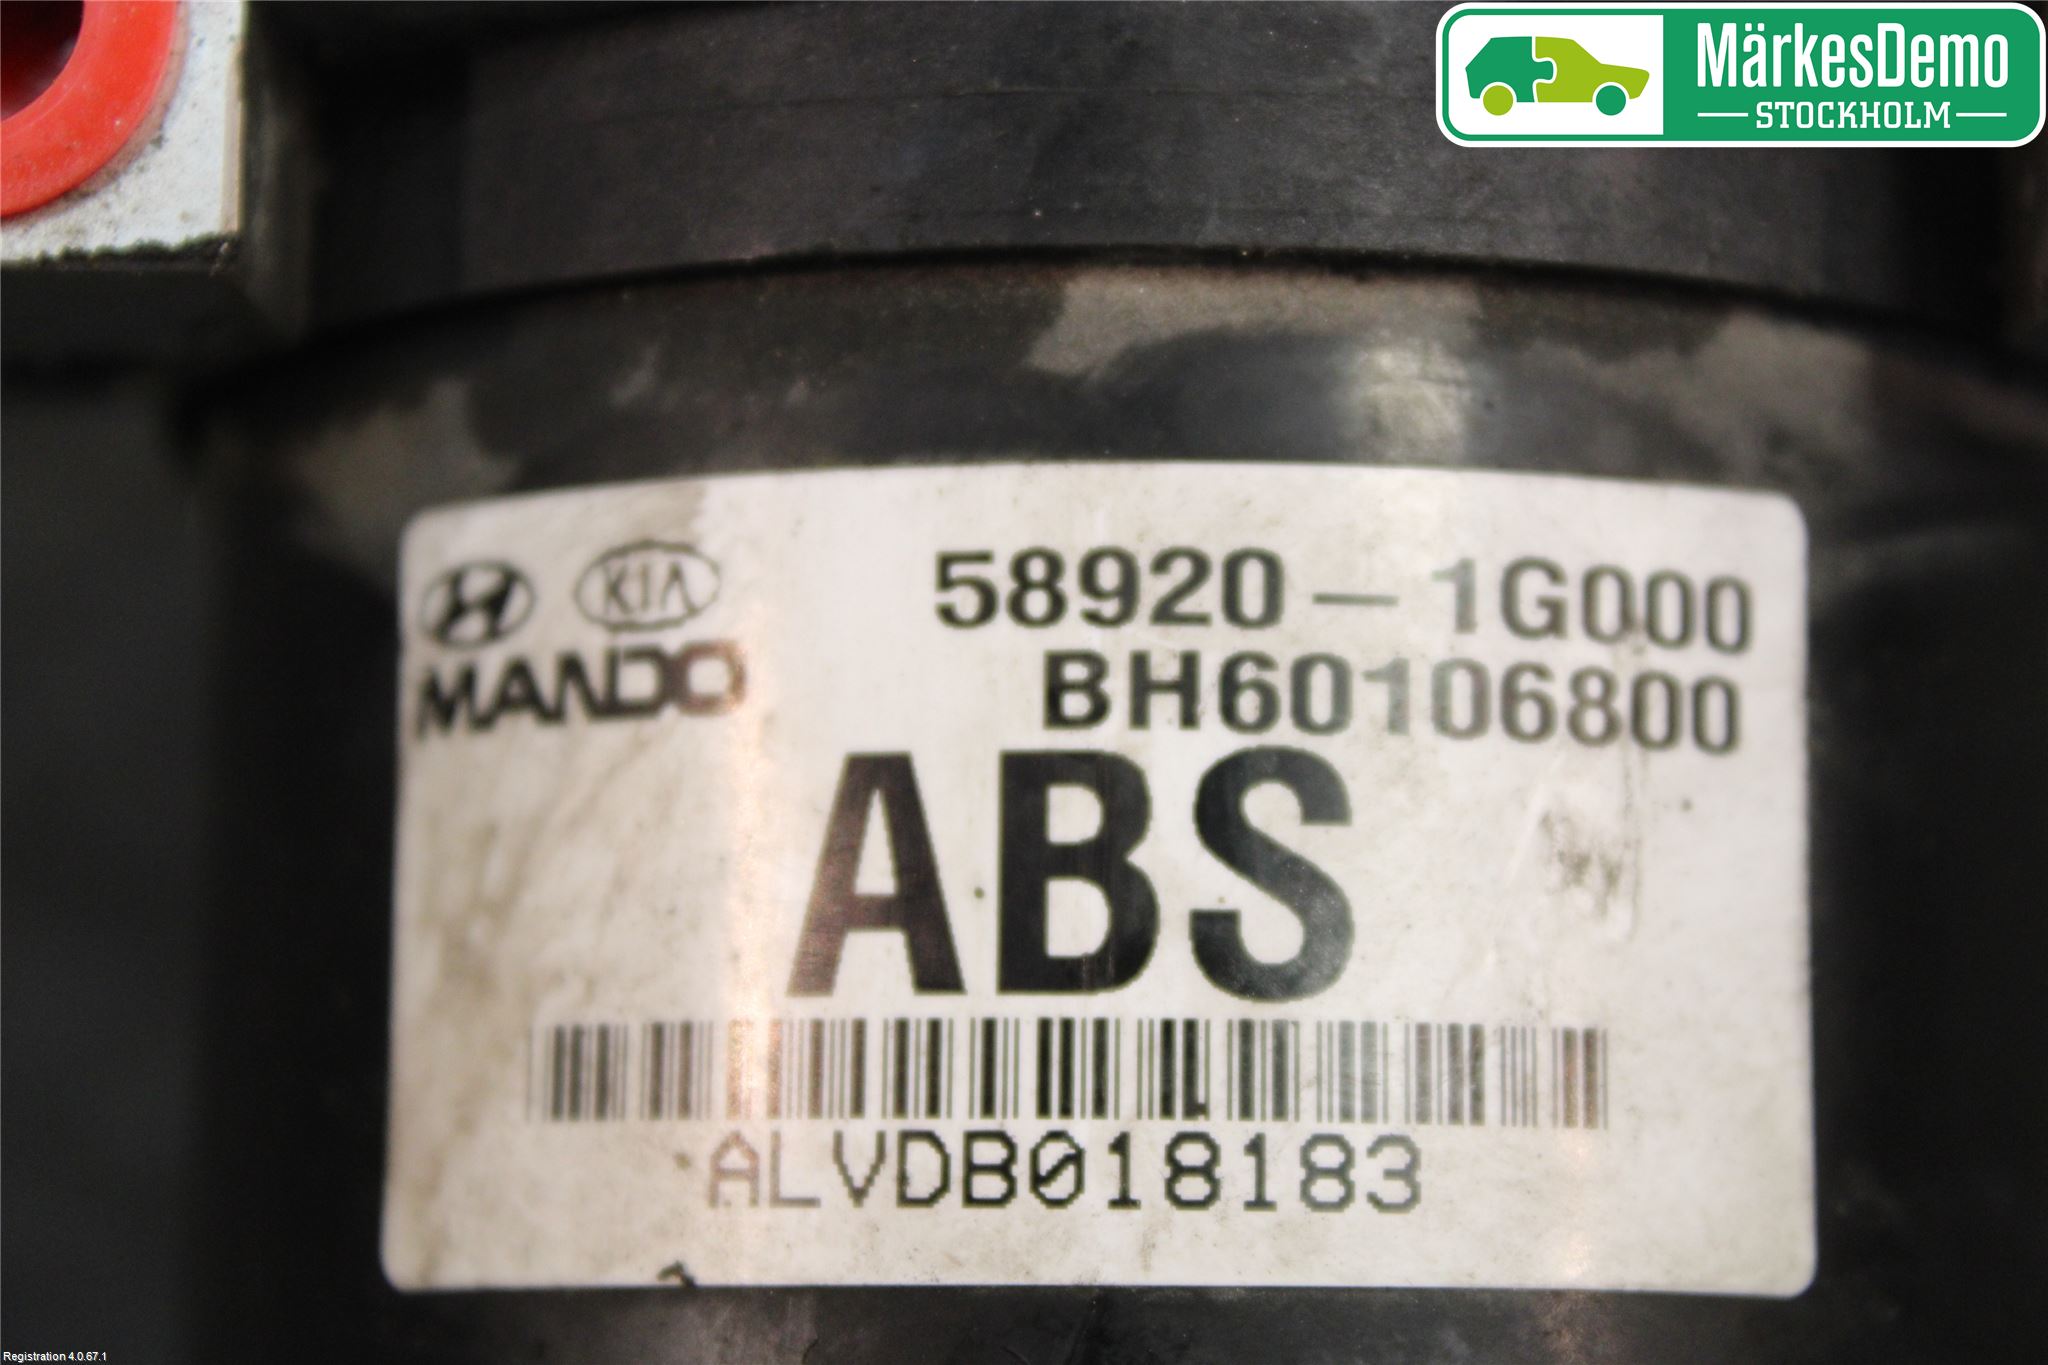 MärkesDemo
STOCKHOLM
KIA
MANDO
58920-1G000
BH60106800
ABS
ALVDB018183
Registration 4.0.67.1